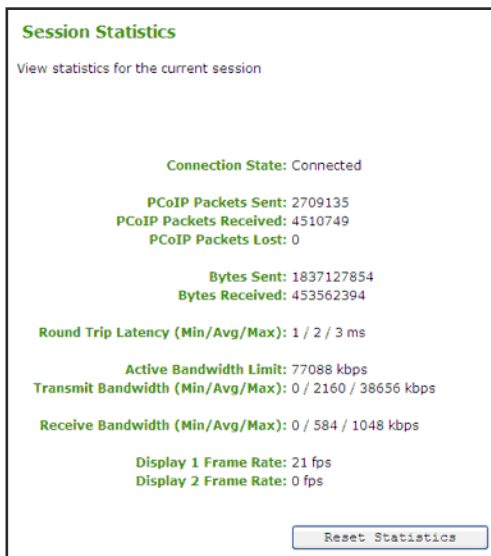 Session Statistics
View statistics for the current session
Connection State: Connected
PCoIP Packets Sent: 2709135
PCoIP Packets Received: 4510749
PCoIP Packets Lost: 0
Bytes Sent: 1837127854
Bytes Received: 453562394
Round Trip Latency (Min/Avg/Max): 1 / 2 / 3 ms
Active Bandwidth Limit: 77088 kbps
Transmit Bandwidth (Min/Avg/Max): 0 / 2160 / 38656 kbps
Receive Bandwidth (Min/Avg/Max): 0 / 584 / 1048 kbps
Display 1 Frame Rate: 21 fps
Display 2 Frame Rate: 0 fps
Reset Statistics